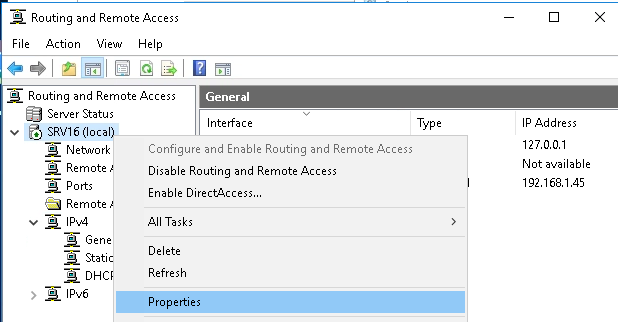 Routing and Remote Access
File Action View Help
Routing and Remote Access
Server Status
SRV16 (local)
Network
Remote A
Ports
Remote A
IPv4
Gene
Static
DHCP
IPv6
General
Interface Type IP Address
127.0.0.1
Not available
192.168.1.45
Configure and Enable Routing and Remote Access
Disable Routing and Remote Access
Enable DirectAccess...
All Tasks
Delete
Refresh
Properties